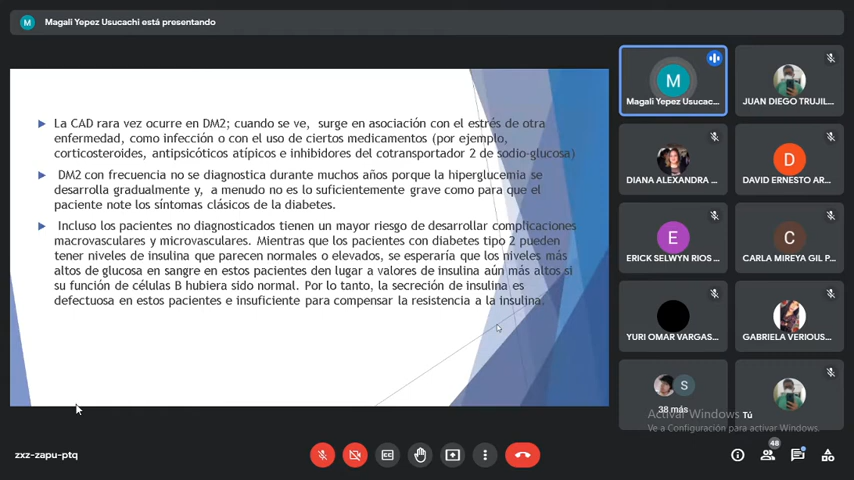 M
Magali Yepez Usucachi está presentando
La CAD rara vez ocurre en DM2; cuando se ve, surge en asociación con el estrés de otra
enfermedad, como infección o con el uso de ciertos medicamentos (por ejemplo,
corticosteroides, antipsicóticos atípicos e inhibidores del cotransportador 2 de sodio-glucosa)
DM2 con frecuencia no se diagnostica durante muchos años porque la hiperglucemia se
desarrolla gradualmente y, a menudo no es lo suficientemente grave como para que el
paciente note los síntomas clásicos de la diabetes.
Incluso los pacientes no diagnosticados tienen un mayor riesgo de desarrollar complicaciones
macrovasculares y microvasculares. Mientras que los pacientes con diabetes tipo 2 pueden
tener niveles de insulina que parecen normales o elevados, se esperaría que los niveles más
altos de glucosa en sangre en estos pacientes den lugar a valores de insulina aún más altos si
su función de células B hubiera sido normal. Por lo tanto, la secreción de insulina es
defectuosa en estos pacientes e insuficiente para compensar la resistencia a la insulina.
M
Magali Yepez Usucac...
JUAN DIEGO TRUJIL...
DIANA ALEXANDRA ...
D
DAVID ERNESTO AR...
E
ERICK SELWYN RIOS ...
C
CARLA MIREYA GIL P...
YURI OMAR VARGAS...
GABRIELA VERIOUS...
S
38 más
Tú
Activar Windows
Ve a Configuración para activar Windows.
zxz-zapu-ptq
CC
48